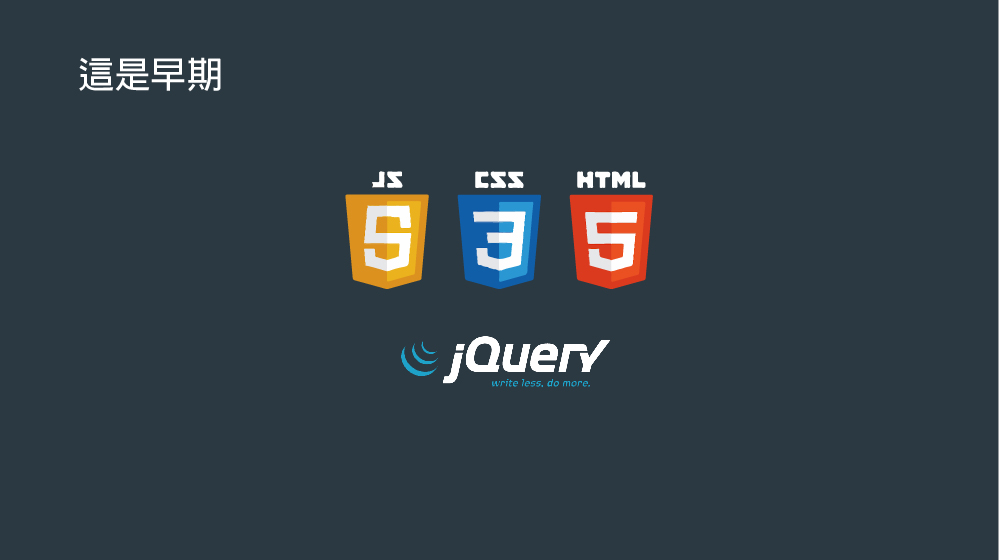 這是早期
JS CSS HTML
5 3 5
jQuery
write less, do more.